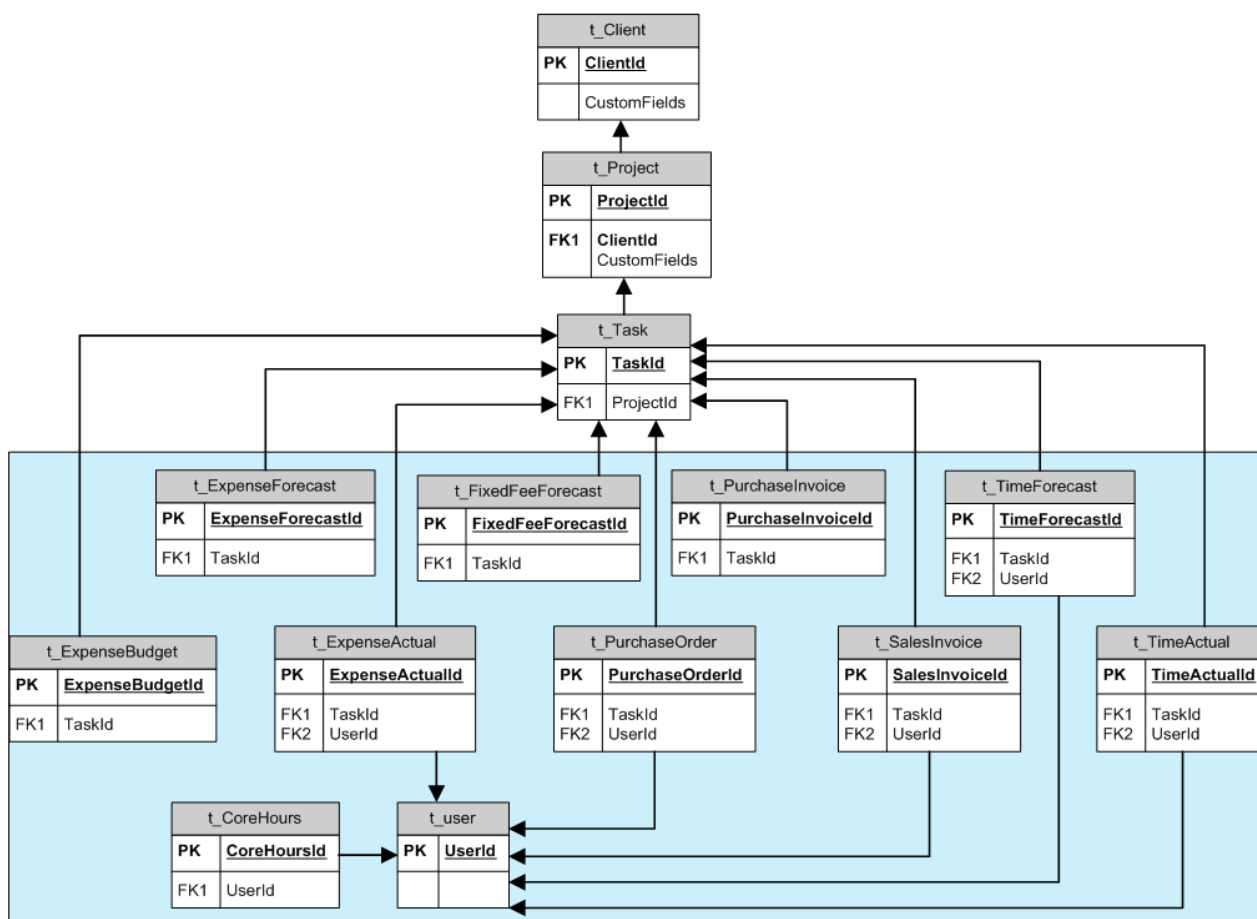 t_Client
PK ClientId
CustomFields
t_Project
PK ProjectId
FK1 ClientId
CustomFields
t_Task
PK TaskId
FK1 ProjectId
t_ExpenseForecast
PK ExpenseForecastId
FK1 TaskId
t_FixedFeeForecast
PK FixedFeeForecastId
FK1 TaskId
t_PurchaseInvoice
PK PurchaseInvoiceId
FK1 TaskId
t_TimeForecast
PK TimeForecastId
FK1 TaskId
FK2 UserId
t_ExpenseBudget
PK ExpenseBudgetId
FK1 TaskId
t_ExpenseActual
PK ExpenseActualId
FK1 TaskId
FK2 UserId
t_PurchaseOrder
PK PurchaseOrderId
FK1 TaskId
FK2 UserId
t_SalesInvoice
PK SalesInvoiceId
FK1 TaskId
FK2 UserId
t_TimeActual
PK TimeActualId
FK1 TaskId
FK2 UserId
t_CoreHours
PK CoreHoursId
FK1 UserId
t_user
PK UserId